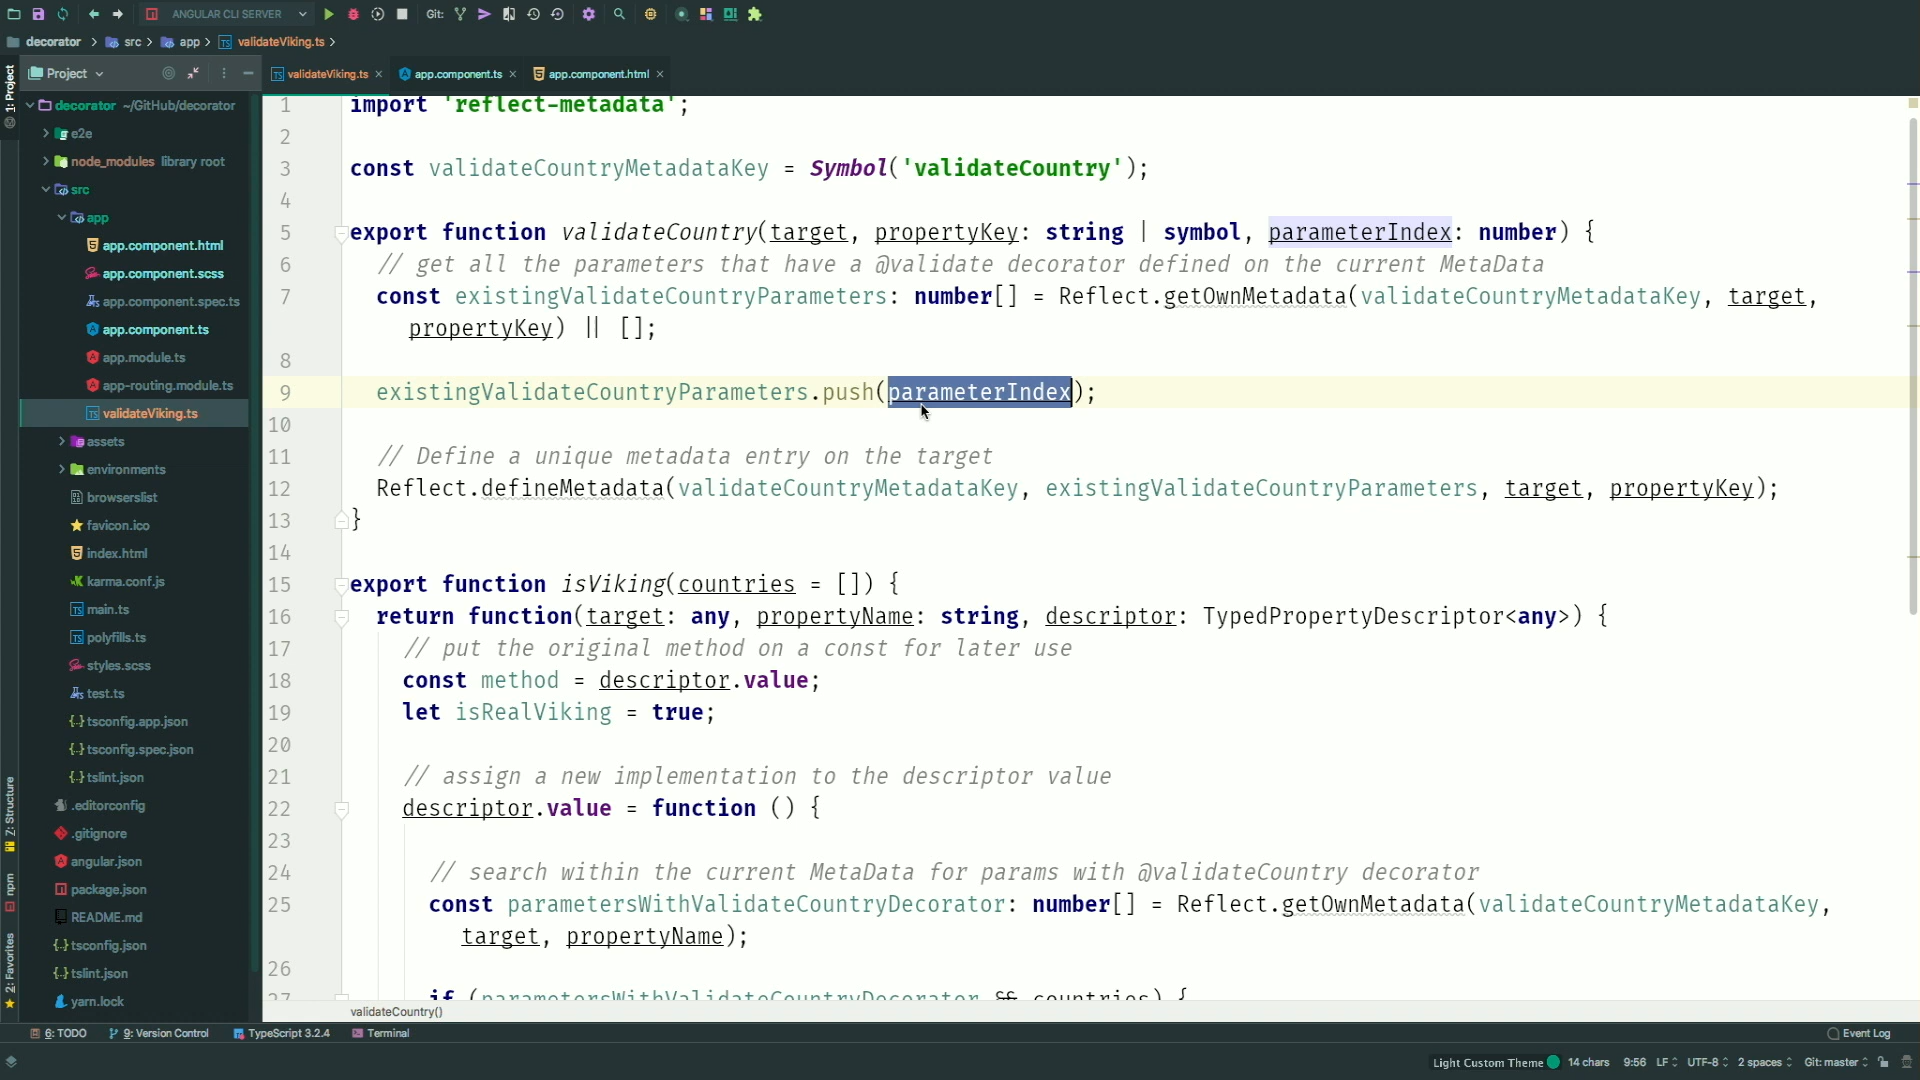 ANGULAR CLI SERVER Git:
decorator src app validateViking.ts
Project validateViking.ts app.component.ts app.component.html
1: Project
decorator ~/GitHub/decorator
e2e
node_modules library root
src
app
app.component.html
app.component.scss
app.component.spec.ts
app.component.ts
app.module.ts
app-routing.module.ts
validateViking.ts
assets
environments
browserslist
favicon.ico
index.html
karma.conf.js
main.ts
polyfills.ts
styles.scss
test.ts
tsconfig.app.json
tsconfig.spec.json
tslint.json
.editorconfig
.gitignore
angular.json
package.json
README.md
tsconfig.json
tslint.json
yarn.lock
Z: Structure
npm
2: Favorites
1 import 'reflect-metadata';
2
3 const validateCountryMetadataKey = Symbol('validateCountry');
4
5 export function validateCountry(target, propertyKey: string | symbol, parameterIndex: number) {
6 // get all the parameters that have a @validate decorator defined on the current MetaData
7 const existingValidateCountryParameters: number[] = Reflect.getOwnMetadata(validateCountryMetadataKey, target,
propertyKey) || [];
8
9 existingValidateCountryParameters.push(parameterIndex);
10
11 // Define a unique metadata entry on the target
12 Reflect.defineMetadata(validateCountryMetadataKey, existingValidateCountryParameters, target, propertyKey);
13 }
14
15 export function isViking(countries = []) {
16 return function(target: any, propertyName: string, descriptor: TypedPropertyDescriptor<any>) {
17 // put the original method on a const for later use
18 const method = descriptor.value;
19 let isRealViking = true;
20
21 // assign a new implementation to the descriptor value
22 descriptor.value = function () {
23
24 // search within the current MetaData for params with @validateCountry decorator
25 const parametersWithValidateCountryDecorator: number[] = Reflect.getOwnMetadata(validateCountryMetadataKey,
target, propertyName);
26
27 if (parametersWithValidateCountryDecorator && countries) {
validateCountry()
6: TODO 9: Version Control TypeScript 3.2.4 Terminal Event Log
Light Custom Theme 14 chars 9:56 LF UTF-8 2 spaces Git: master